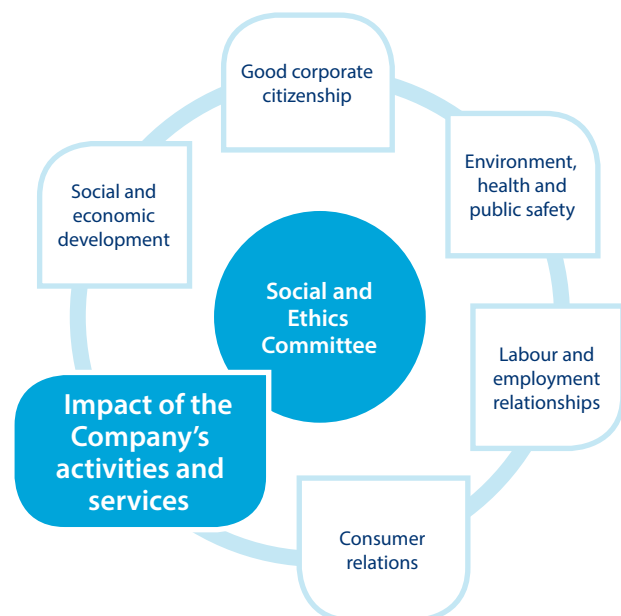 Good corporate
citizenship
Environment,
health and
public safety
Social and
economic
development
Social and
Ethics
Committee
Labour and
employment
relationships
Impact of the
Company’s
activities and
services
Consumer
relations